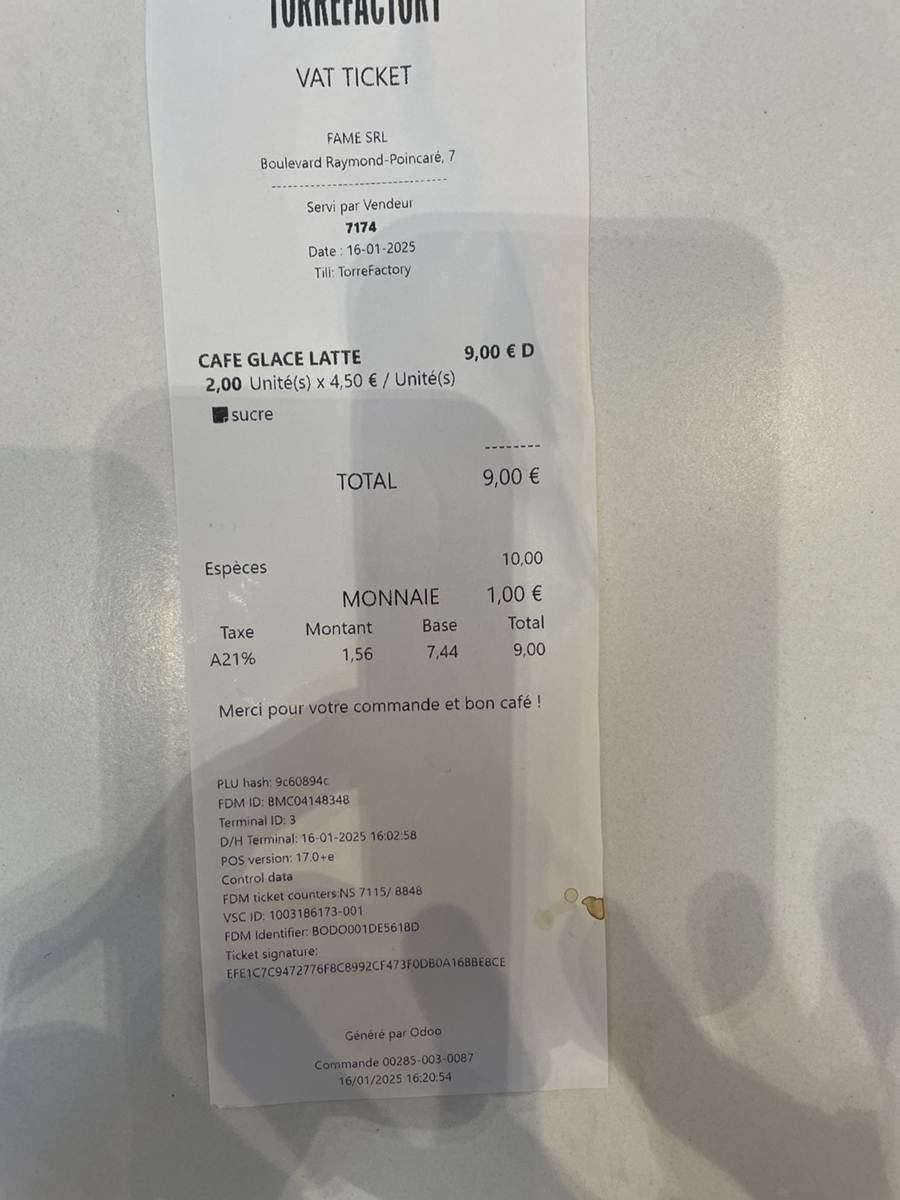 TORREFACTORY
VAT TICKET
FAME SRL
Boulevard Raymond-Poincaré, 7
--------------------------------
Servi par Vendeur
7174
Date : 16-01-2025
Till: TorreFactory
CAFE GLACE LATTE 9,00 € D
2,00 Unité(s) x 4,50 € / Unité(s)
sucre
--------
TOTAL 9,00 €
Espèces 10,00
MONNAIE 1,00 €
Taxe Montant Base Total
A21% 1,56 7,44 9,00
Merci pour votre commande et bon café !
PLU hash: 9c60894c
FDM ID: BMC04148348
Terminal ID: 3
D/H Terminal: 16-01-2025 16:02:58
POS version: 17.0+e
Control data
FDM ticket counters:NS 7115/ 8848
VSC ID: 1003186173-001
FDM Identifier: BODO001DE5618D
Ticket signature:
EFE1C7C9472776F8C8992CF473F0DB0A168BE8CE
Généré par Odoo
Commande 00285-003-0087
16/01/2025 16:20:54